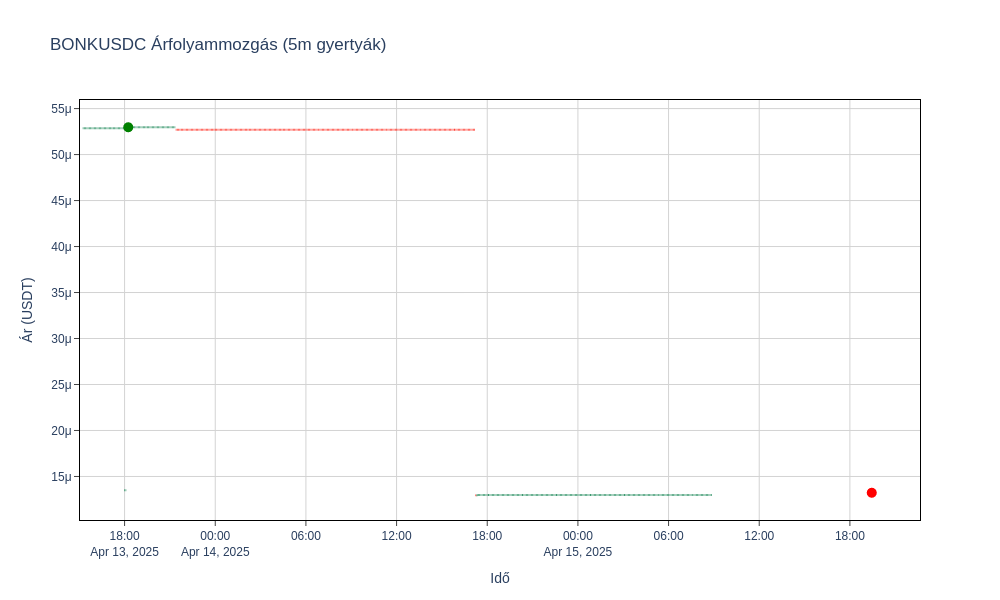 BONKUSDC Árfolyammozgás (5m gyertyák)
55μ
50μ
45μ
40μ
35μ
30μ
25μ
20μ
15μ
Ár (USDT)
18:00 00:00 06:00 12:00 18:00 00:00 06:00 12:00 18:00
Apr 13, 2025 Apr 14, 2025 Apr 15, 2025
Idő